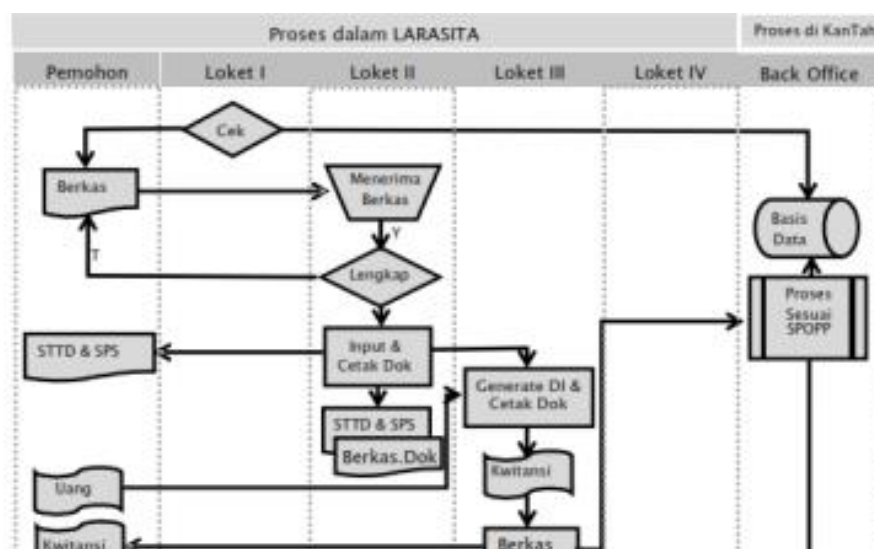 Proses dalam LARASITA
Proses di KanTah
Pemohon
Loket I
Loket II
Loket III
Loket IV
Back Office
Cek
Berkas
Menerima
Berkas
Basis
Data
Y
T
Lengkap
Proses
Sesuai
SPOPP
STTD & SPS
Input &
Cetak Dok
Generate DI &
Cetak Dok
STTD & SPS
Berkas.Dok
Kwitansi
Uang
Kwitansi
Berkas